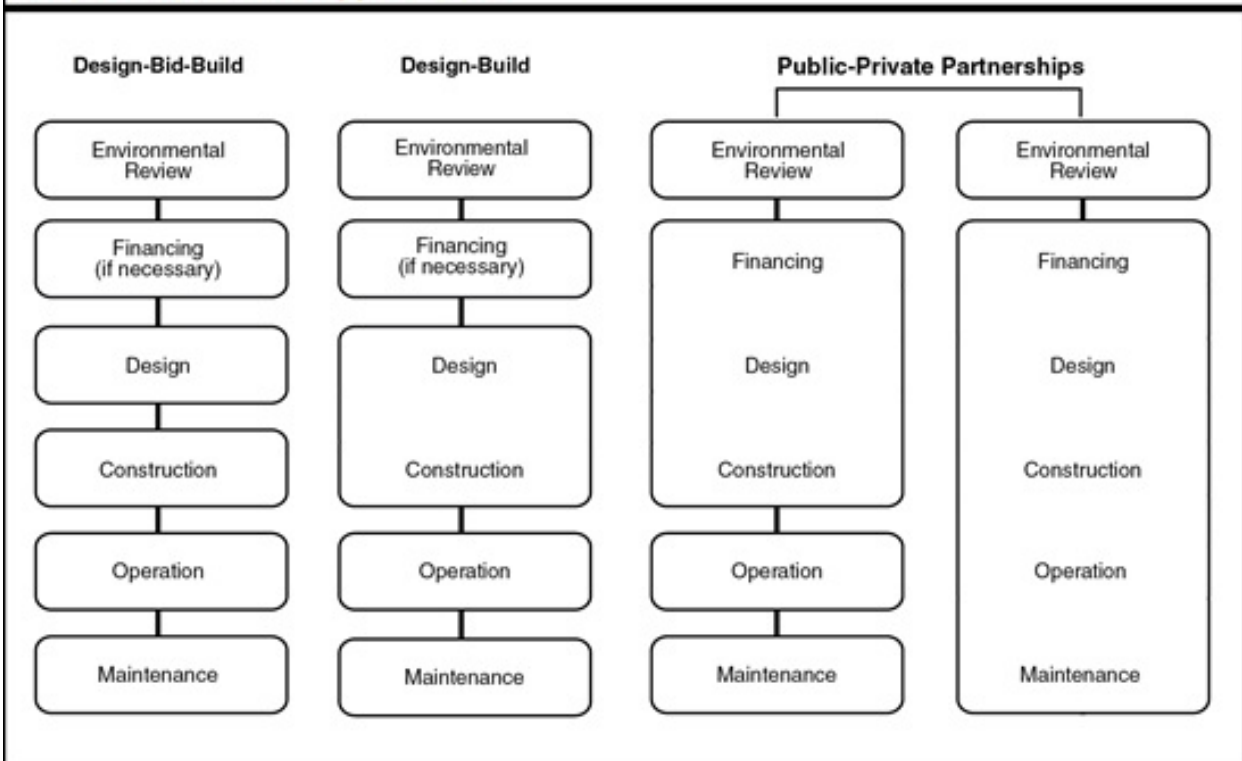 Design-Bid-Build
Environmental
Review
Financing
(if necessary)
Design
Construction
Operation
Maintenance
Design-Build
Environmental
Review
Financing
(if necessary)
Design
Construction
Operation
Maintenance
Public-Private Partnerships
Environmental
Review
Financing
Design
Construction
Operation
Maintenance
Environmental
Review
Financing
Design
Construction
Operation
Maintenance